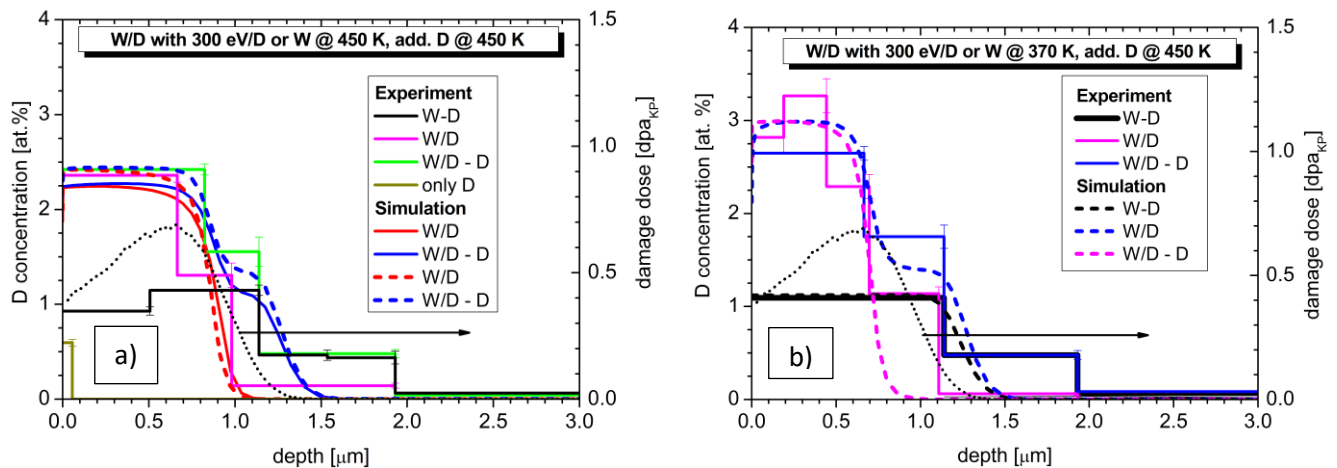 W/D with 300 eV/D or W @ 450 K, add. D @ 450 K
D concentration [at. %]
4
3
2
1
0
Experiment
W-D
W/D
W/D - D
only D
Simulation
W/D
W/D - D
W/D
W/D - D
a)
1.5
1.0
0.5
0.0
damage dose [dpaKP]
0.0 0.5 1.0 1.5 2.0 2.5 3.0
depth [μm]
W/D with 300 eV/D or W @ 370 K, add. D @ 450 K
D concentration [at. %]
4
3
2
1
0
Experiment
W-D
W/D
W/D - D
Simulation
W-D
W/D
W/D - D
b)
1.5
1.0
0.5
0.0
damage dose [dpaKP]
0.0 0.5 1.0 1.5 2.0 2.5 3.0
depth [μm]